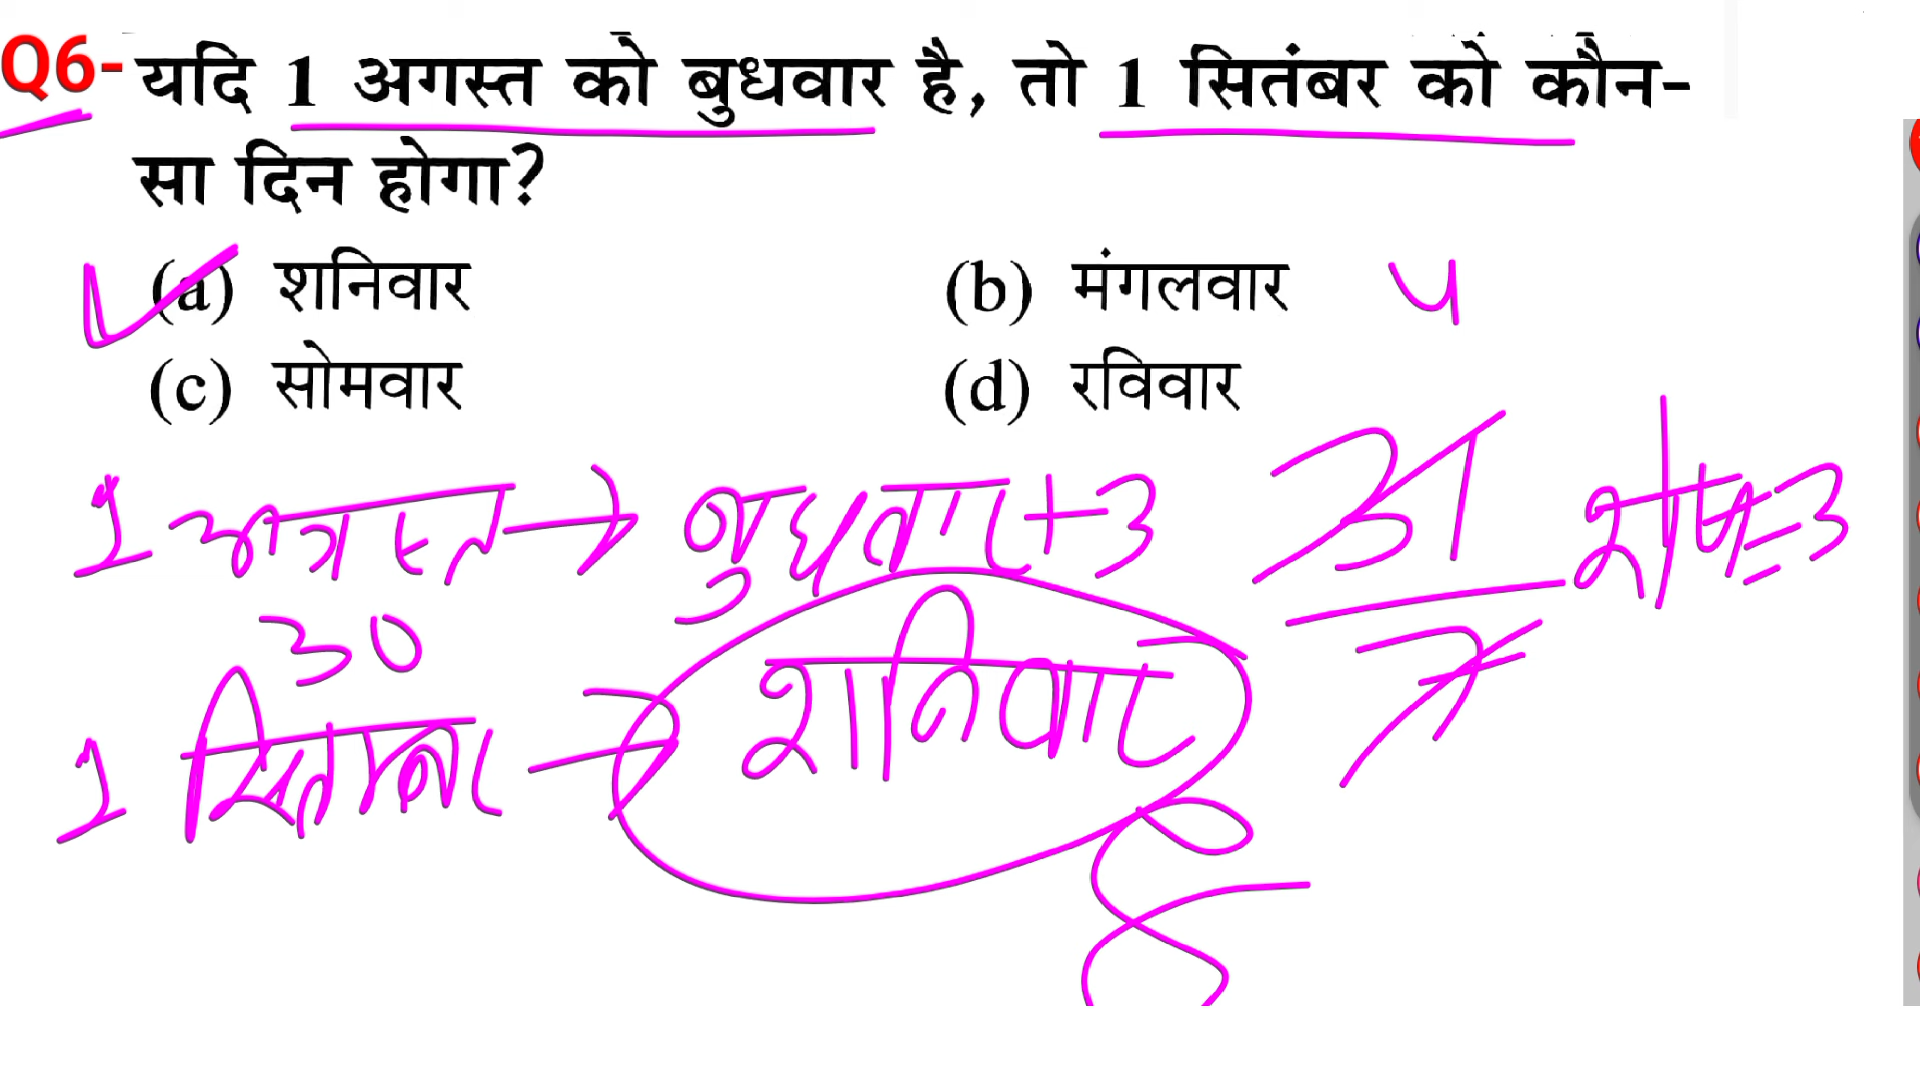 Q6- यदि 1 अगस्त को बुधवार है, तो 1 सितंबर को कौन-
सा दिन होगा?
(a) शनिवार (b) मंगलवार
(c) सोमवार (d) रविवार
1 अगस्त → बुधवार+3 31 शेष=3
30 7
1 सितम्बर → शनिवार